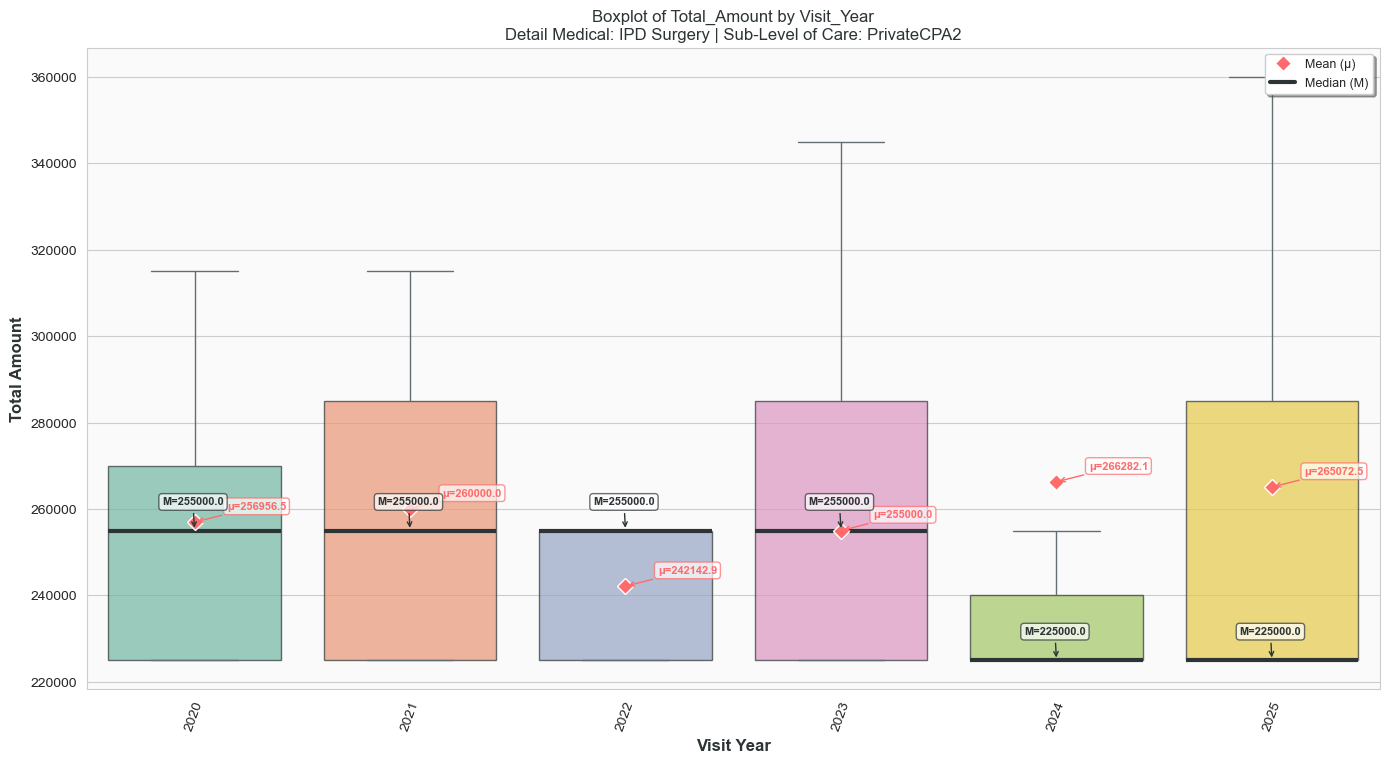 Boxplot of Total_Amount by Visit_Year
Detail Medical: IPD Surgery | Sub-Level of Care: PrivateCPA2
Mean (μ)
Median (M)
Total Amount
360000
340000
320000
300000
280000
260000
240000
220000
M=255000.0
μ=256956.5
M=255000.0
μ=260000.0
M=255000.0
μ=242142.9
M=255000.0
μ=255000.0
μ=266282.1
M=225000.0
μ=265072.5
M=225000.0
2020
2021
2022
2023
2024
2025
Visit Year